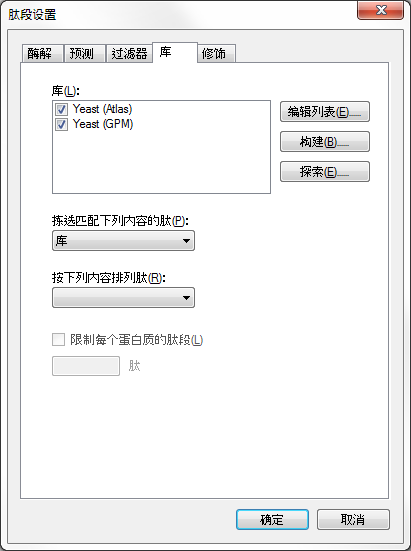 肽段设置
酶解 预测 过滤器 库 修饰
库(L):
Yeast (Atlas)
Yeast (GPM)
编辑列表(E)......
构建(B)......
探索(E)......
拣选匹配下列内容的肽(P):
库
按下列内容排列肽(R):
限制每个蛋白质的肽段(L)
肽
确定 取消